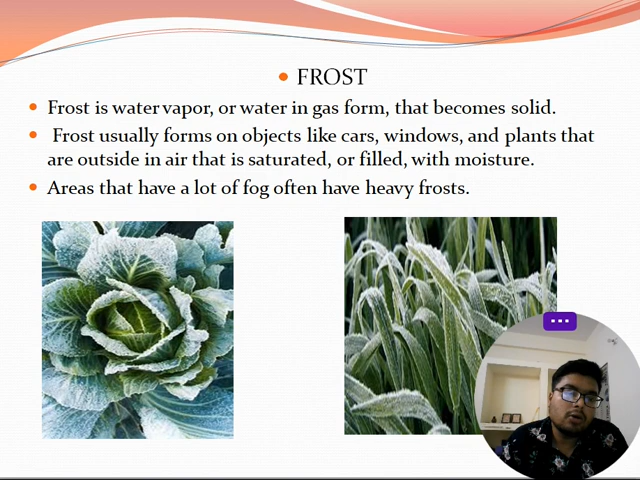 FROST
Frost is water vapor, or water in gas form, that becomes solid.
Frost usually forms on objects like cars, windows, and plants that
are outside in air that is saturated, or filled, with moisture.
Areas that have a lot of fog often have heavy frosts.